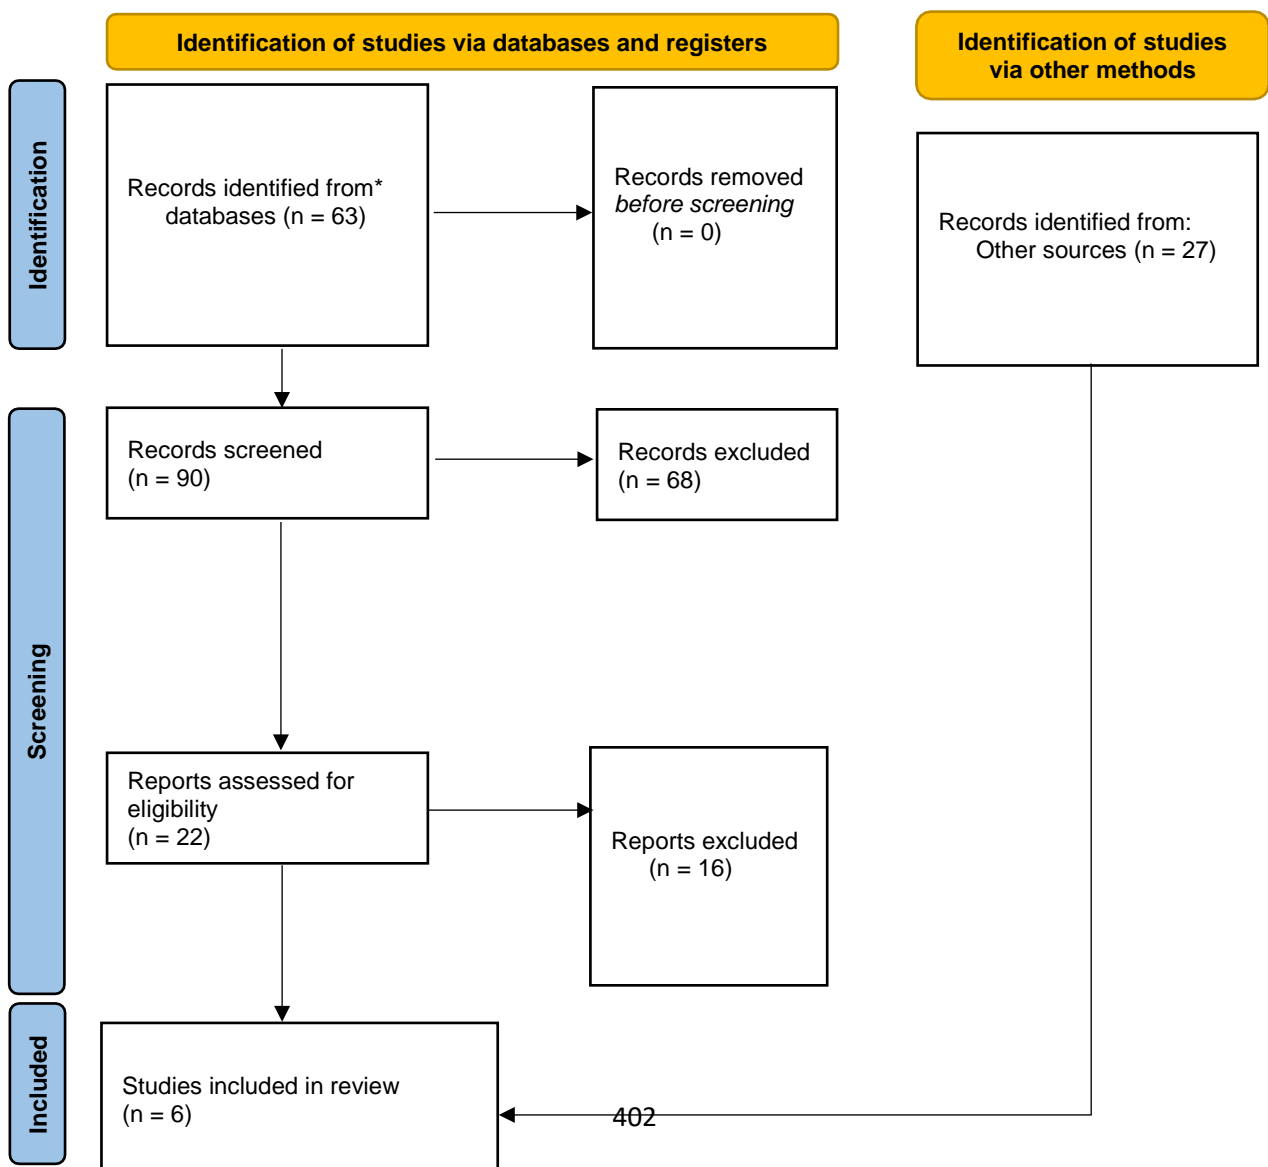 Identification of studies via databases and registers
Identification of studies
via other methods
Identification
Records identified from*
databases (n = 63)
Records removed
before screening
(n = 0)
Records identified from:
Other sources (n = 27)
Screening
Records screened
(n = 90)
Records excluded
(n = 68)
Reports assessed for
eligibility
(n = 22)
Reports excluded
(n = 16)
Included
Studies included in review
(n = 6)
402